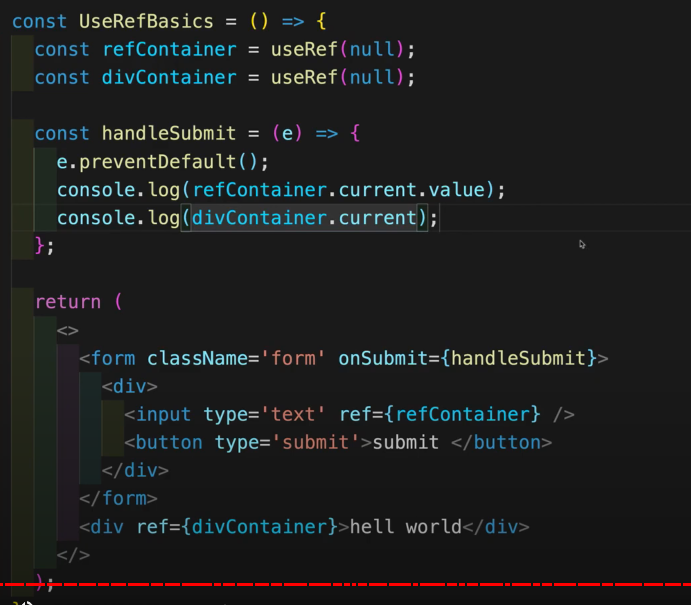 const UseRefBasics = () => {
  const refContainer = useRef(null);
  const divContainer = useRef(null);

  const handleSubmit = (e) => {
    e.preventDefault();
    console.log(refContainer.current.value);
    console.log(divContainer.current);
  };

  return (
    <>
      <form className='form' onSubmit={handleSubmit}>
        <div>
          <input type='text' ref={refContainer} />
          <button type='submit'>submit </button>
        </div>
      </form>
      <div ref={divContainer}>hell world</div>
    </>
  );